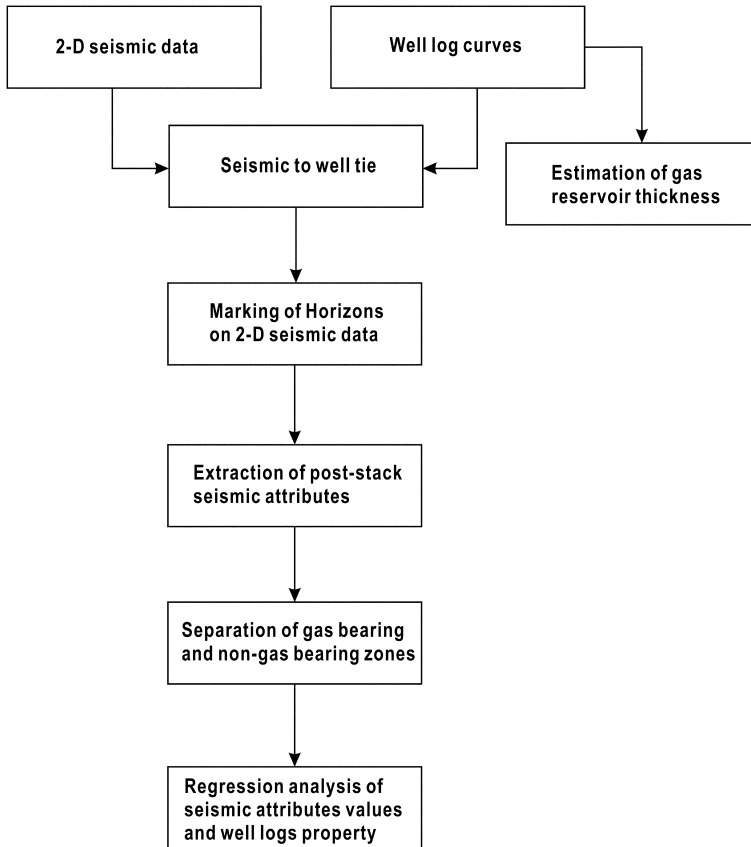 2-D seismic data
Well log curves
Seismic to well tie
Estimation of gas
reservoir thickness
Marking of Horizons
on 2-D seismic data
Extraction of post-stack
seismic attributes
Separation of gas bearing
and non-gas bearing zones
Regression analysis of
seismic attributes values
and well logs property